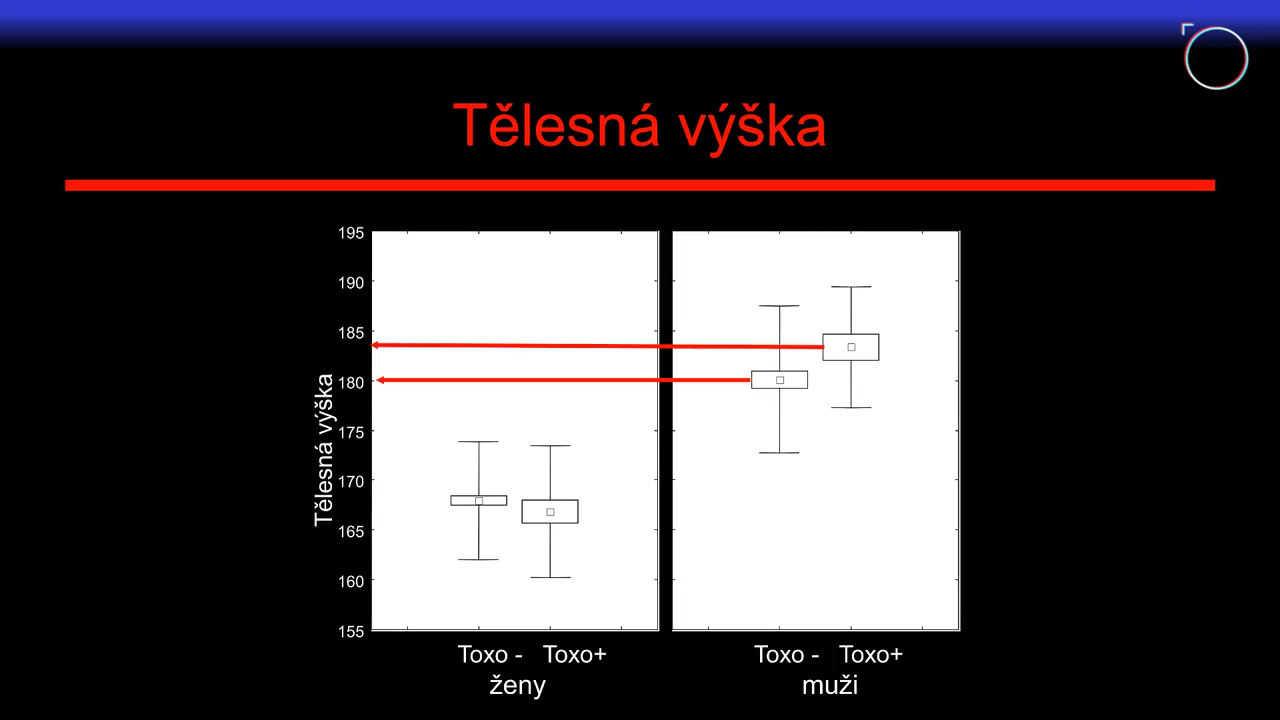 Tělesná výška
195
190
185
180
175
170
165
160
155
Tělesná výška
Toxo - Toxo+
ženy
Toxo - Toxo+
muži